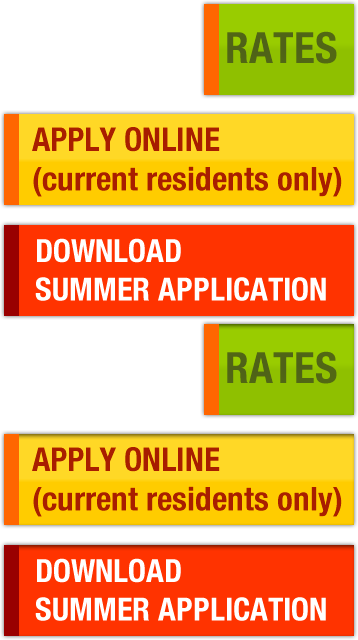 RATES
APPLY ONLINE
(current residents only)
DOWNLOAD
SUMMER APPLICATION
RATES
APPLY ONLINE
(current residents only)
DOWNLOAD
SUMMER APPLICATION